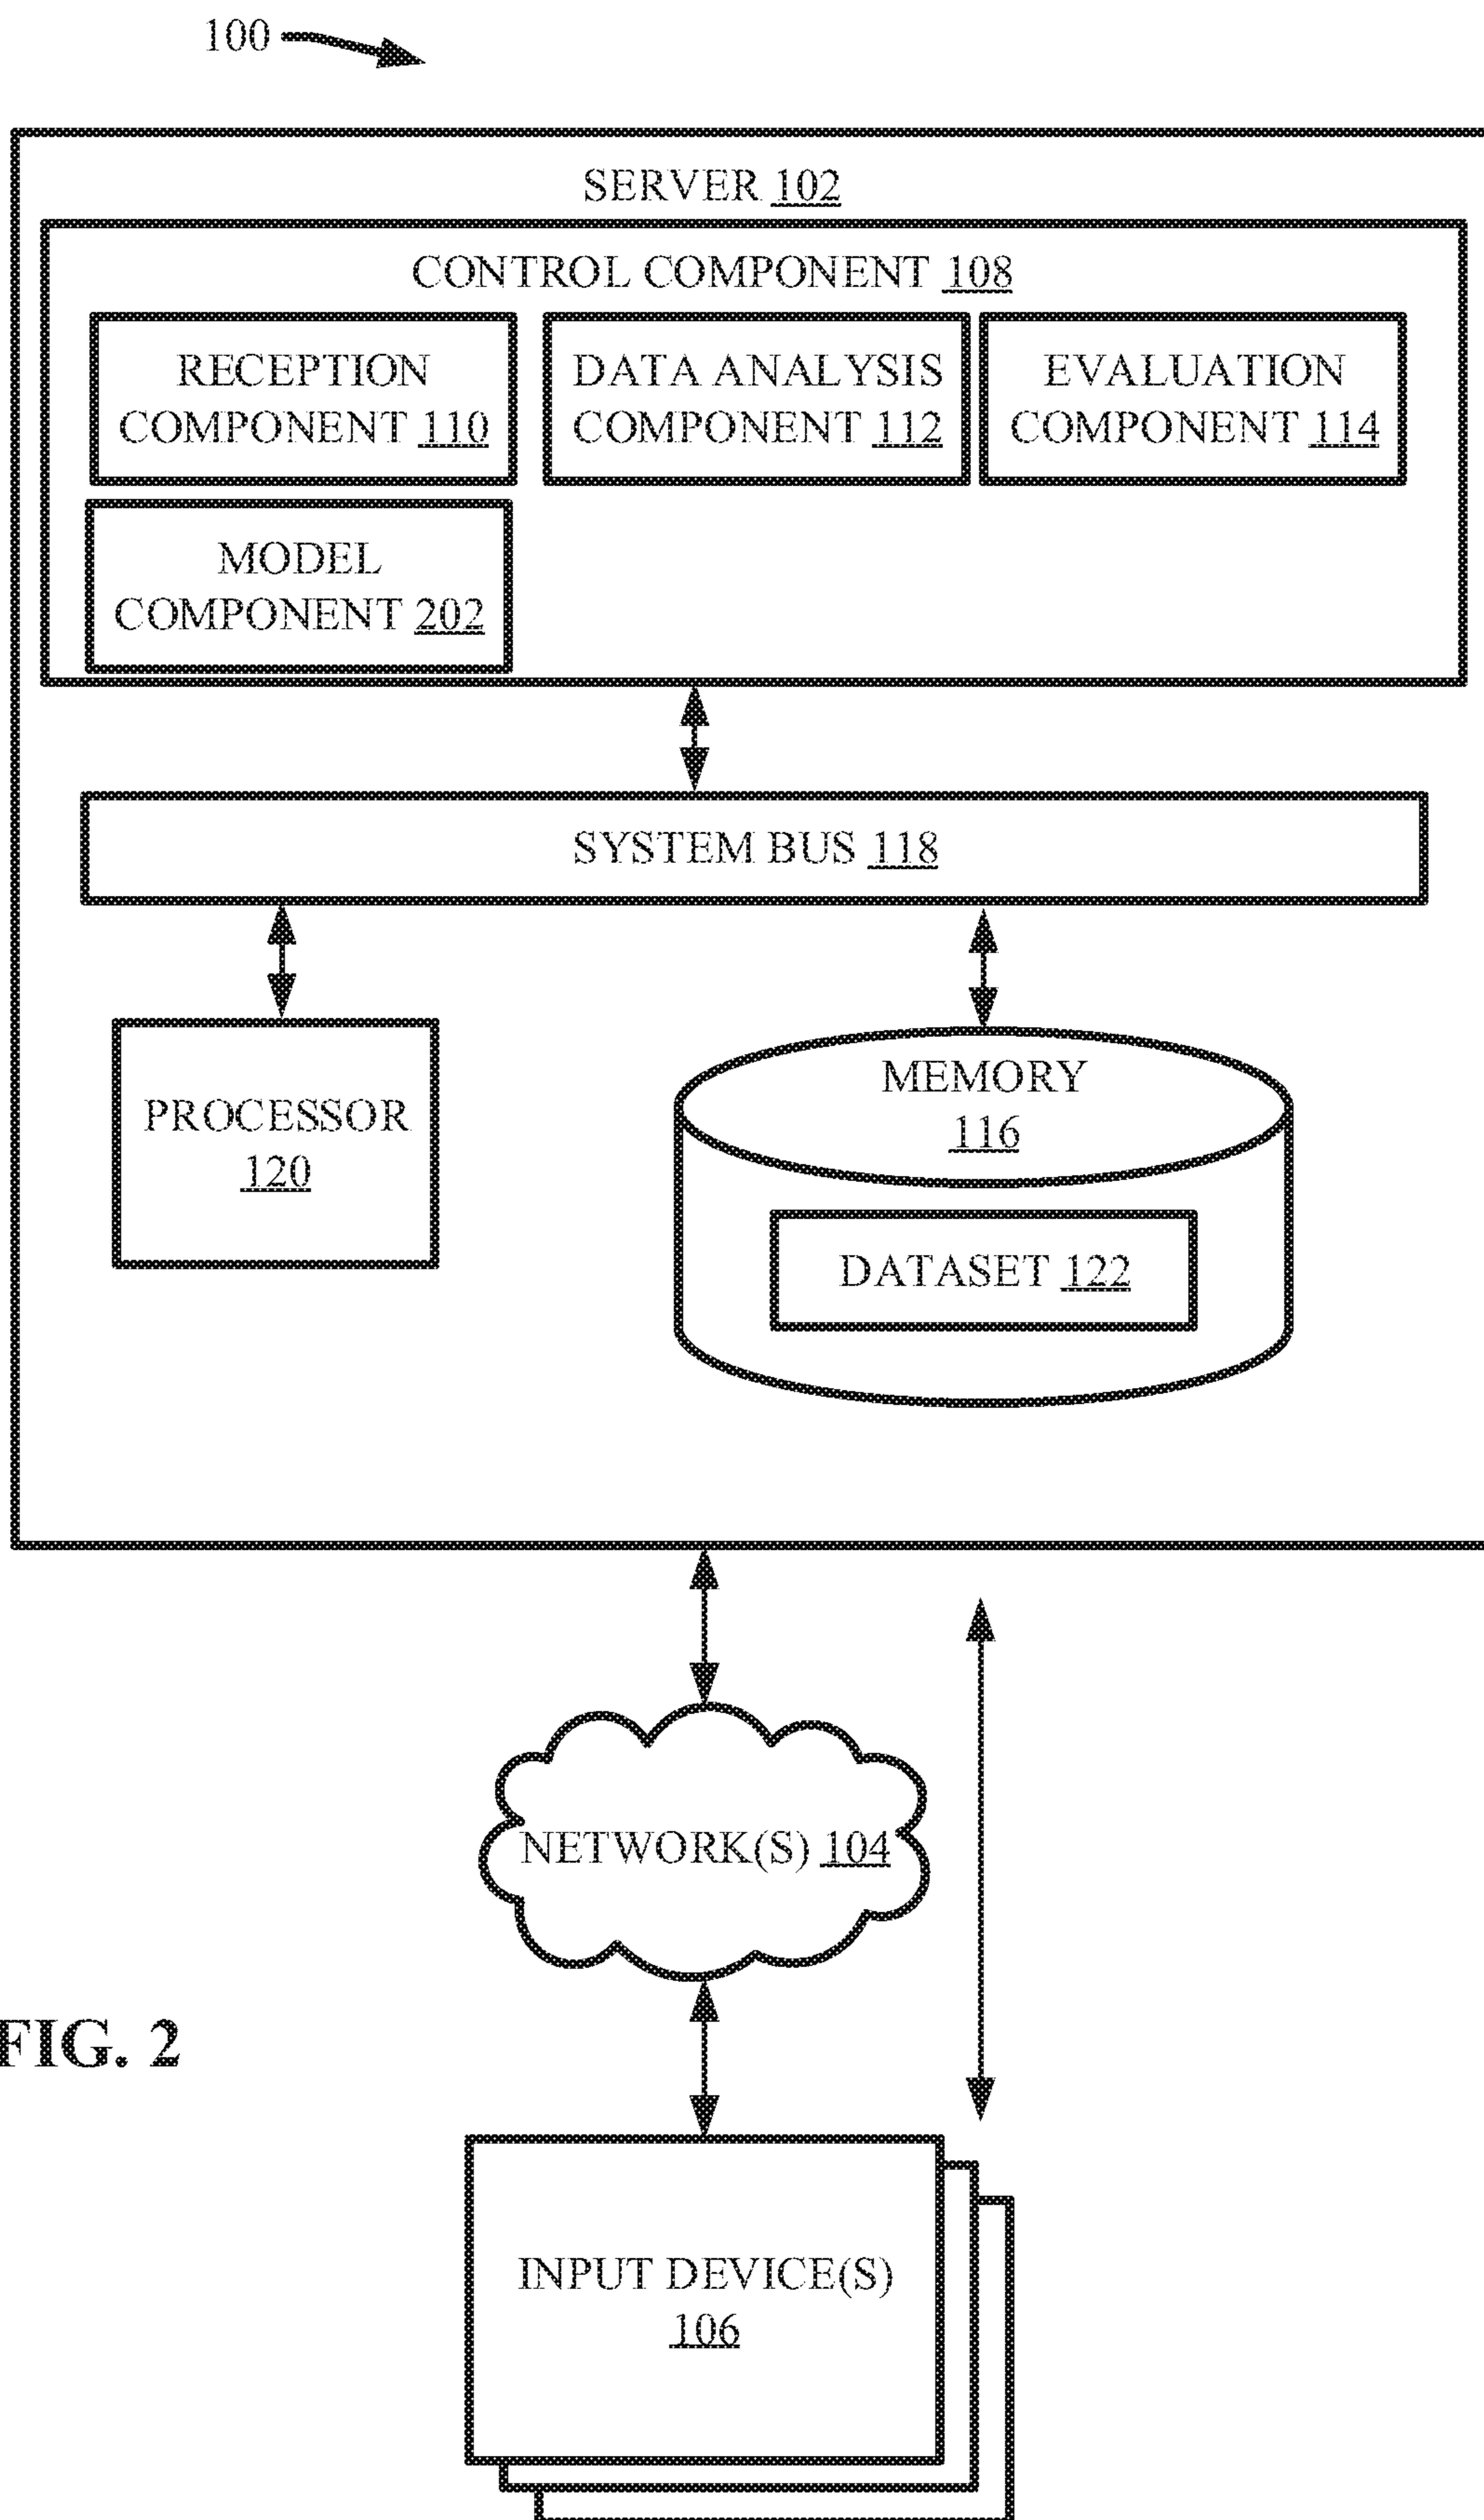 100
SERVER 102
CONTROL COMPONENT 108
RECEPTION
COMPONENT 110
DATA ANALYSIS
COMPONENT 112
EVALUATION
COMPONENT 114
MODEL
COMPONENT 202
SYSTEM BUS 118
PROCESSOR
120
MEMORY
116
DATASET 122
NETWORK(S) 104
FIG. 2
INPUT DEVICE(S)
106